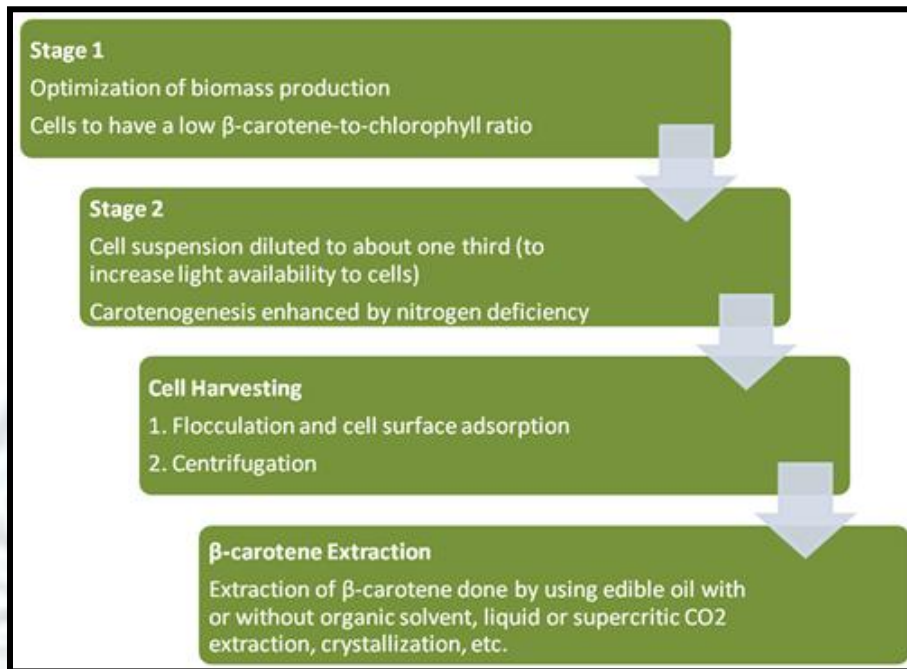 Stage 1
Optimization of biomass production
Cells to have a low β-carotene-to-chlorophyll ratio
Stage 2
Cell suspension diluted to about one third (to
increase light availability to cells)
Carotenogenesis enhanced by nitrogen deficiency
Cell Harvesting
1. Flocculation and cell surface adsorption
2. Centrifugation
β-carotene Extraction
Extraction of β-carotene done by using edible oil with
or without organic solvent, liquid or supercritic CO2
extraction, crystallization, etc.